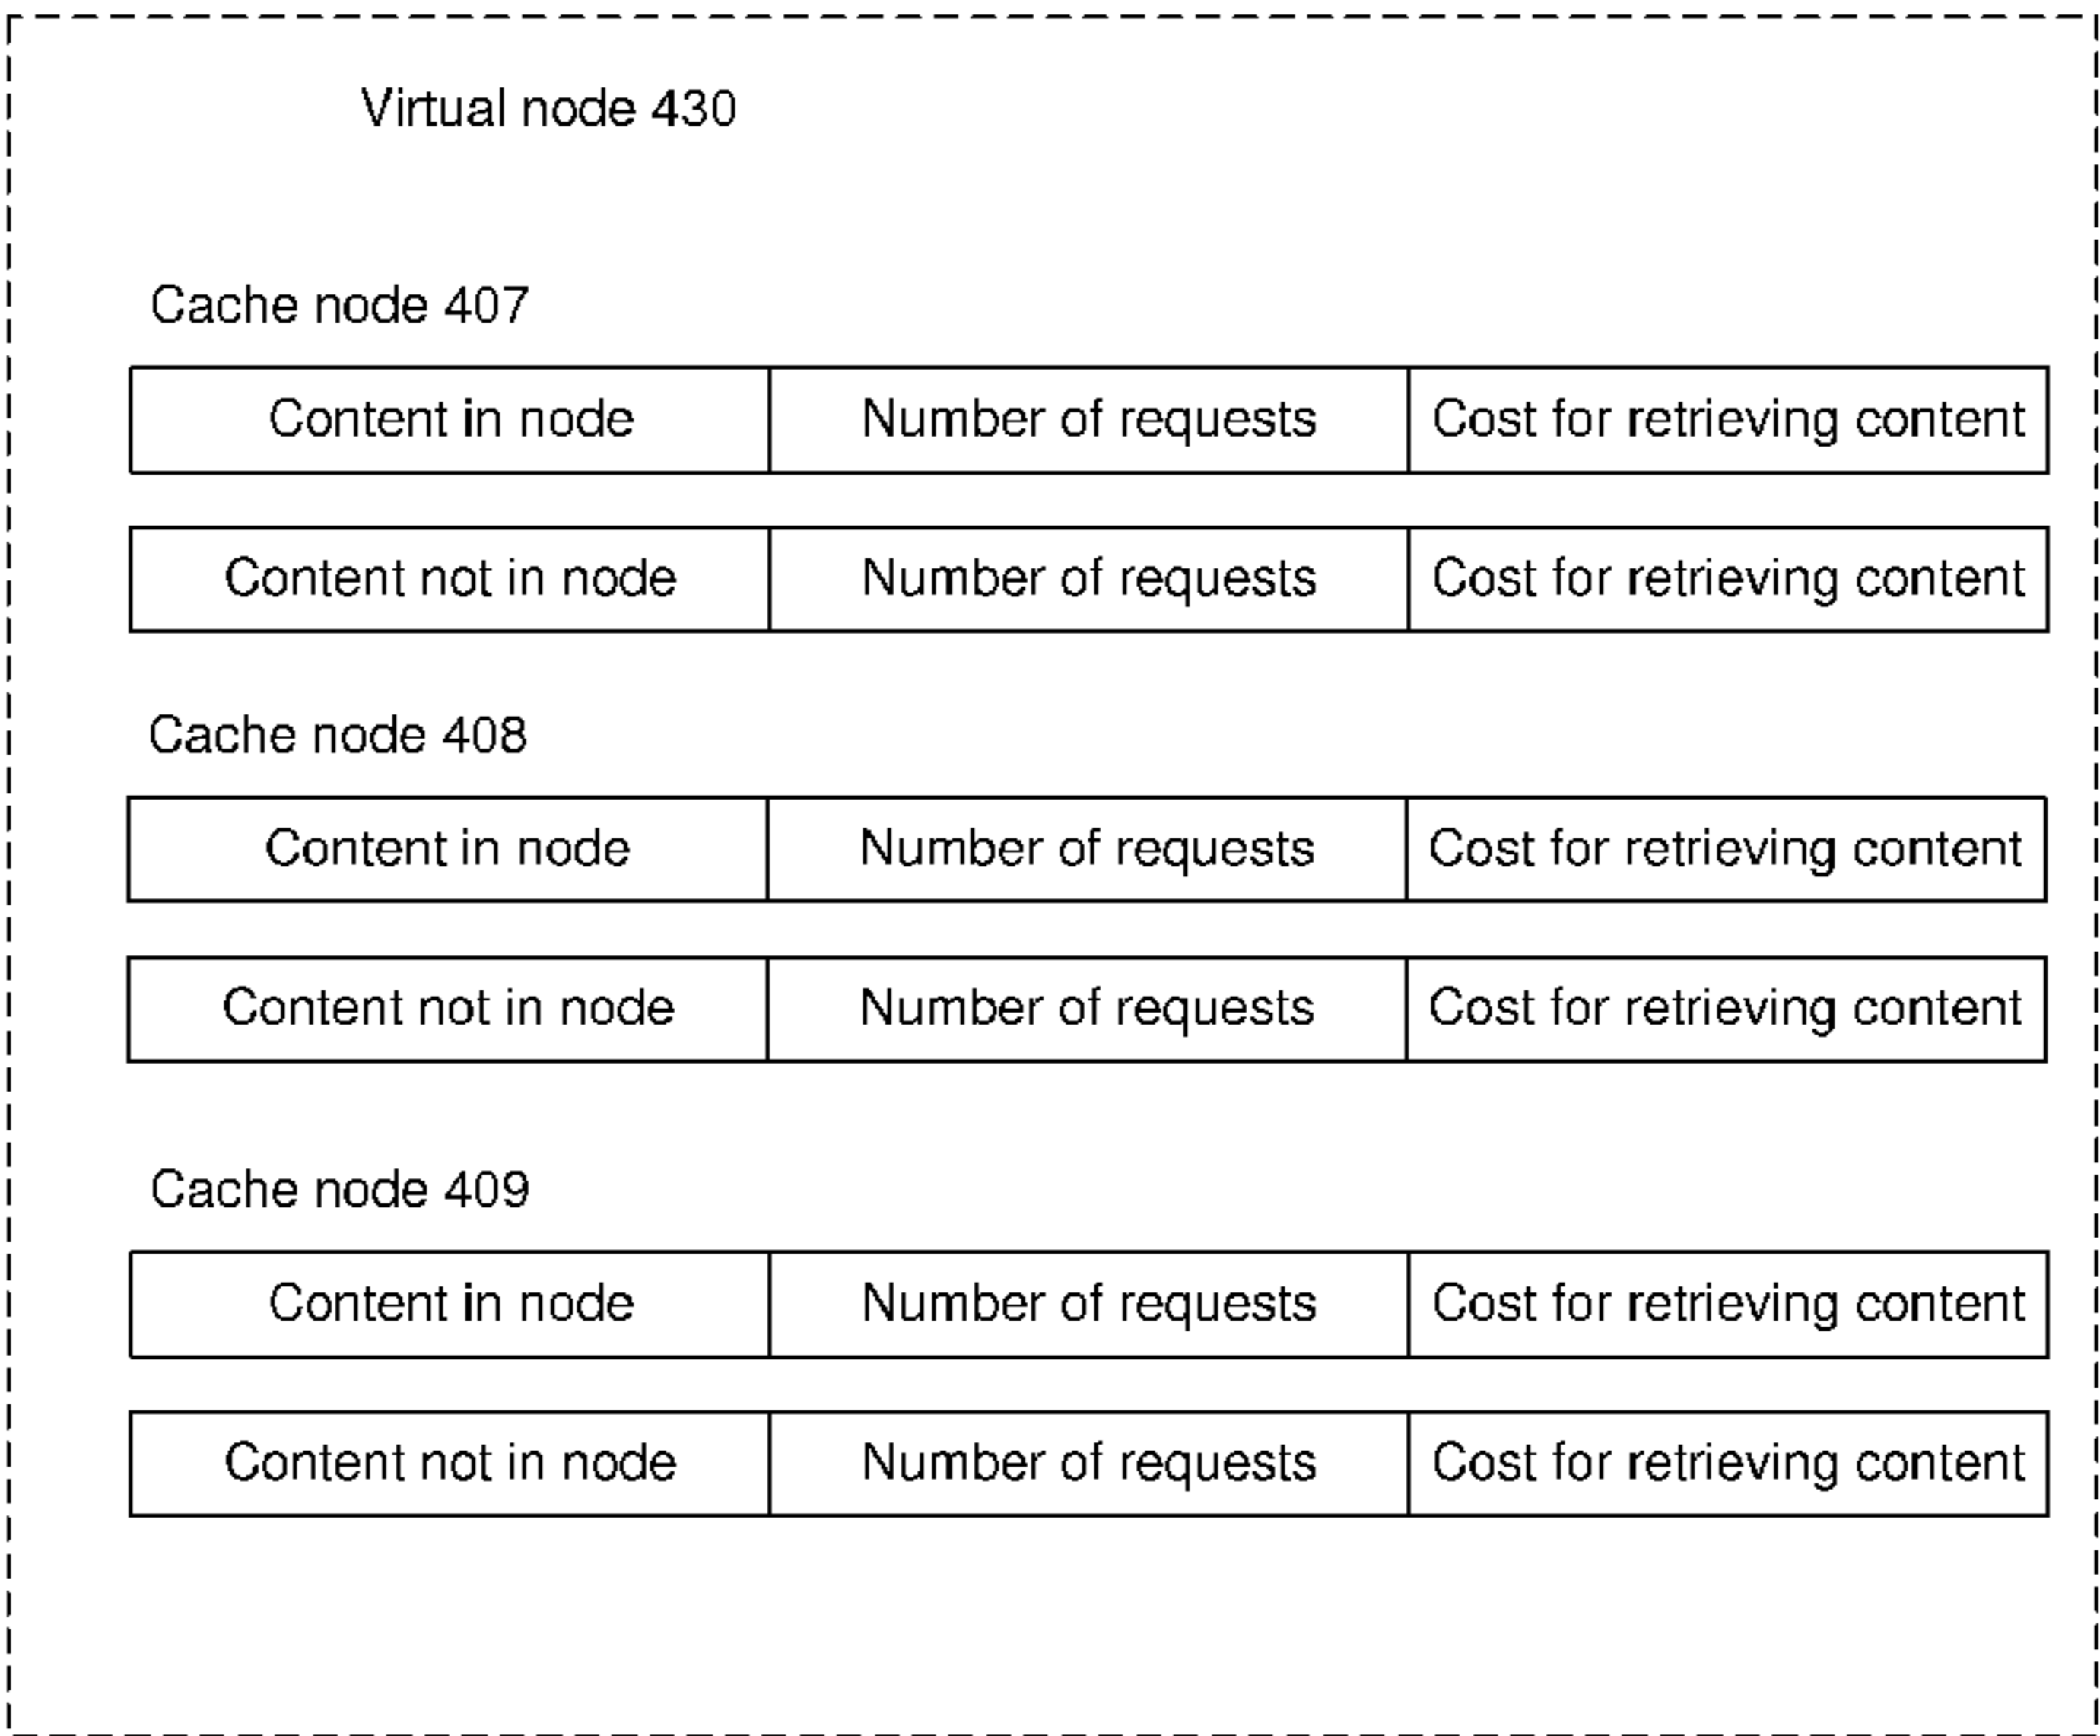 Virtual node 430
Cache node 407
Content in node Number of requests Cost for retrieving content
Content not in node Number of requests Cost for retrieving content
Cache node 408
Content in node Number of requests Cost for retrieving content
Content not in node Number of requests Cost for retrieving content
Cache node 409
Content in node Number of requests Cost for retrieving content
Content not in node Number of requests Cost for retrieving content